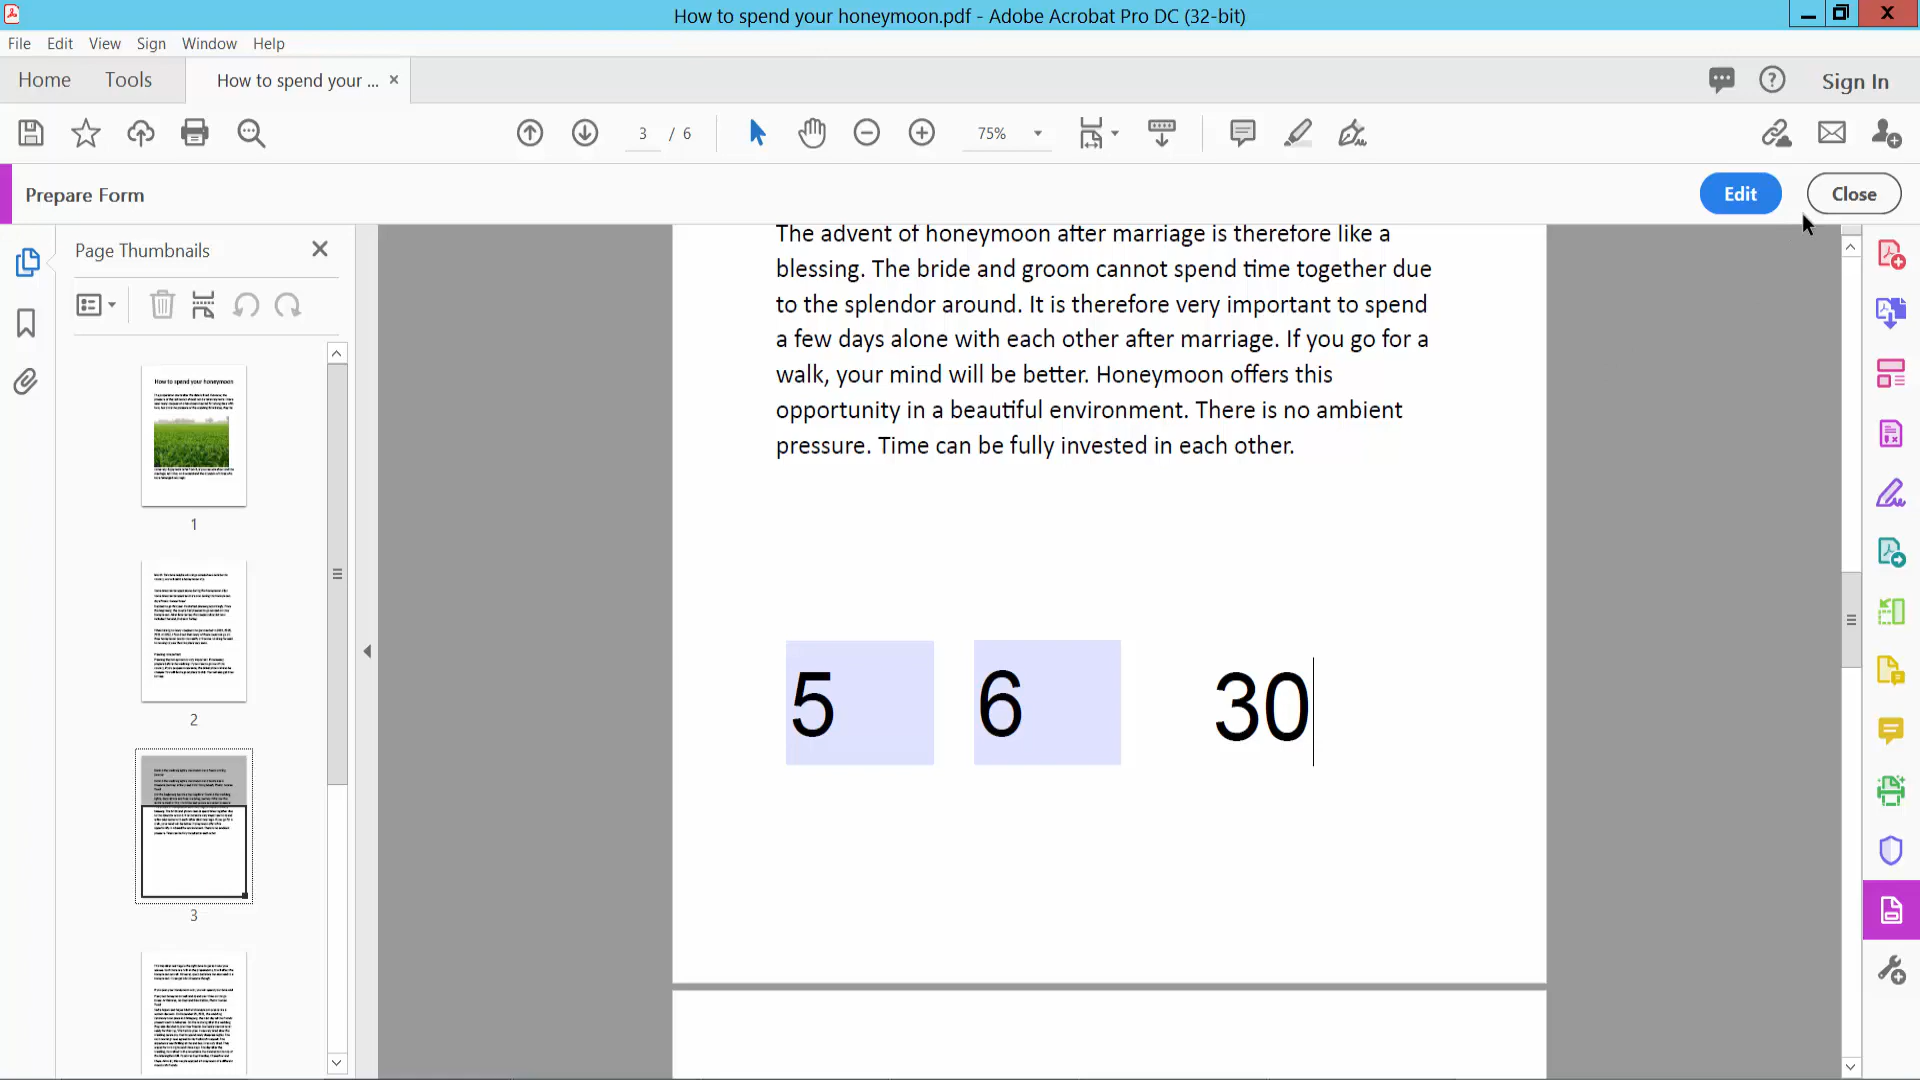 How to spend your honeymoon.pdf - Adobe Acrobat Pro DC (32-bit)
File Edit View Sign Window Help
Home Tools How to spend your ... × Sign In
3 / 6 75%
Prepare Form Edit Close
Page Thumbnails
How to spend your honeymoon
1
2
3
The advent of honeymoon after marriage is therefore like a
blessing. The bride and groom cannot spend time together due
to the splendor around. It is therefore very important to spend
a few days alone with each other after marriage. If you go for a
walk, your mind will be better. Honeymoon offers this
opportunity in a beautiful environment. There is no ambient
pressure. Time can be fully invested in each other.
5 6 30